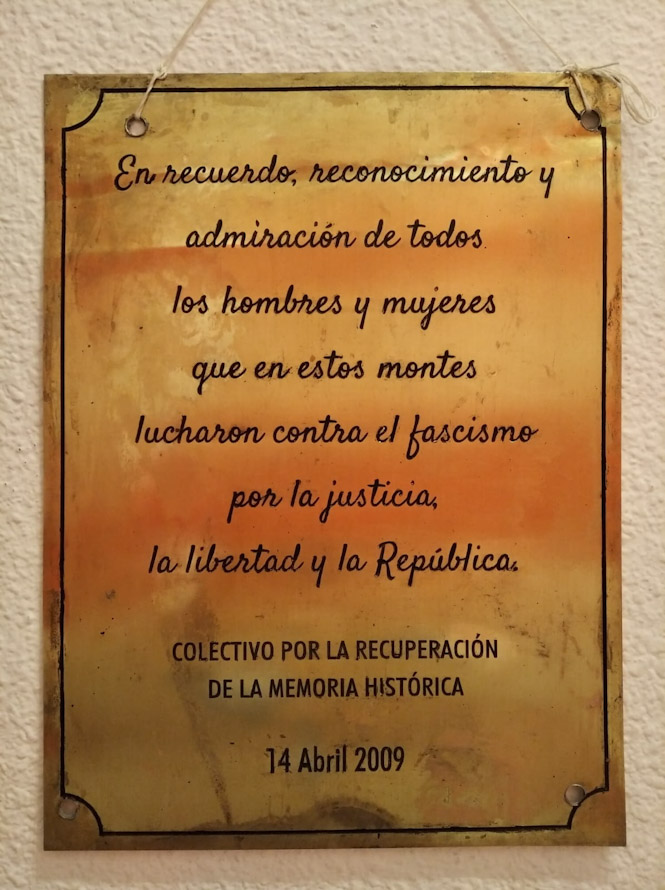 En recuerdo, reconocimiento y
admiración de todos
los hombres y mujeres
que en estos montes
lucharon contra el fascismo
por la justicia,
la libertad y la República.
COLECTIVO POR LA RECUPERACIÓN
DE LA MEMORIA HISTÓRICA
14 Abril 2009